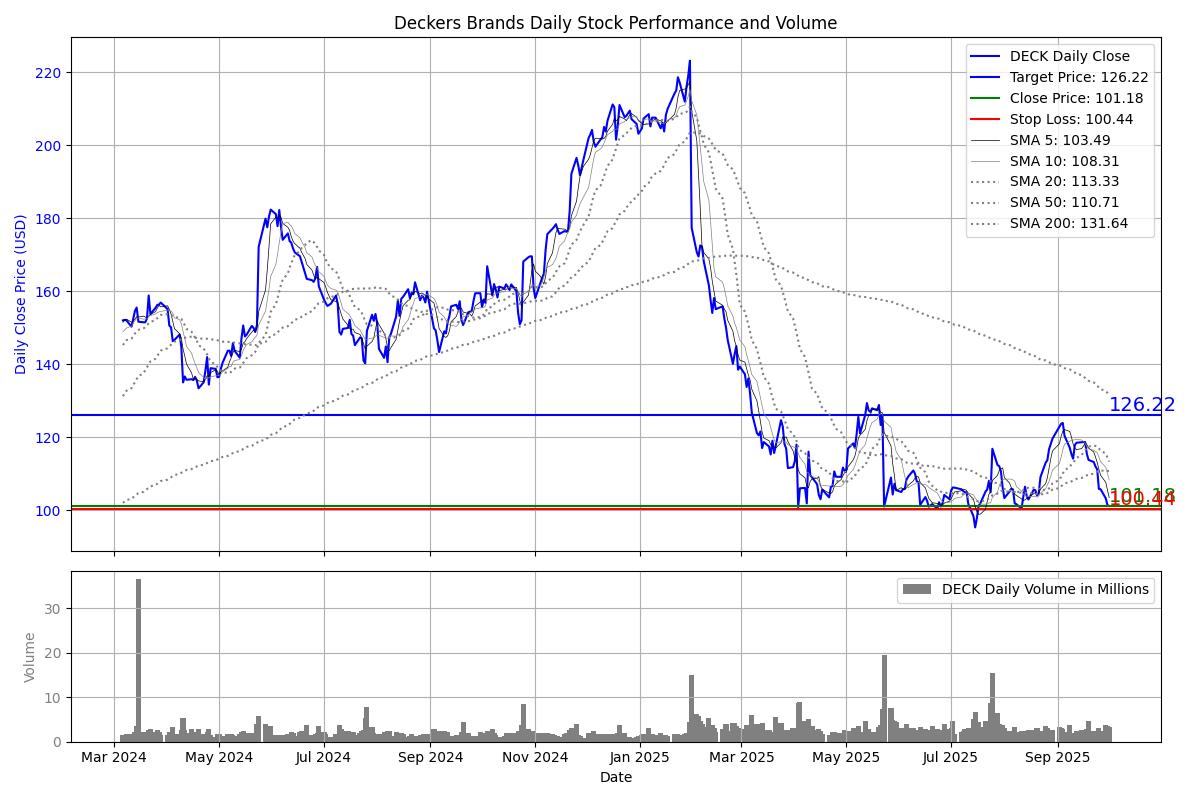 Deckers Brands Daily Stock Performance and Volume
Daily Close Price (USD)
220
200
180
160
140
120
100
DECK Daily Close
Target Price: 126.22
Close Price: 101.18
Stop Loss: 100.44
SMA 5: 103.49
SMA 10: 108.31
SMA 20: 113.33
SMA 50: 110.71
SMA 200: 131.64
126.22
101.18
100.44
Volume
30
20
10
0
DECK Daily Volume in Millions
Mar 2024 May 2024 Jul 2024 Sep 2024 Nov 2024 Jan 2025 Mar 2025 May 2025 Jul 2025 Sep 2025
Date